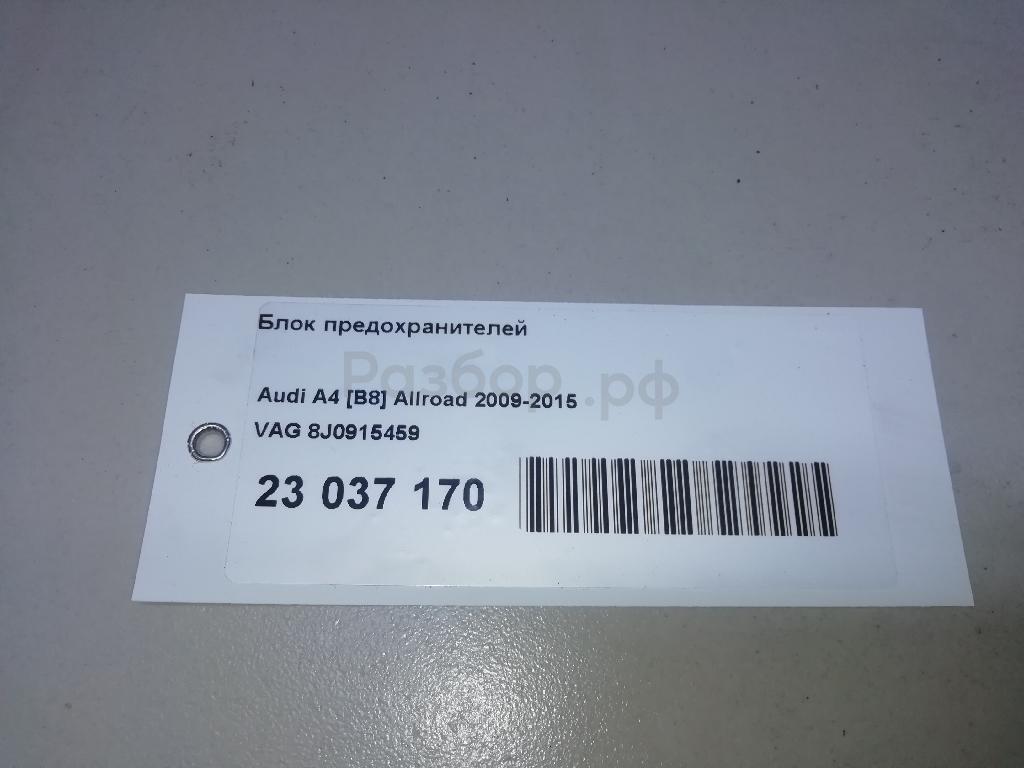 Блок предохранителей
Разбор.рф
Audi A4 [B8] Allroad 2009-2015
VAG 8J0915459
23 037 170